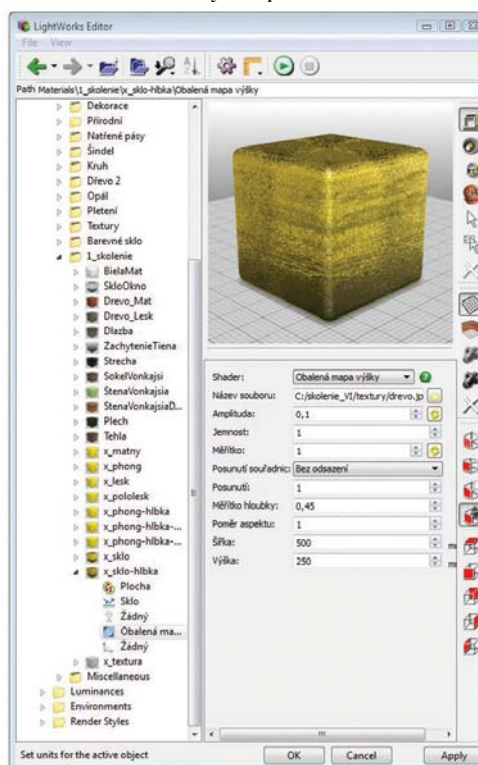 LightWorks Editor
File View
Path Materials\1_skolenie\x_sklo-hlbka\Obalená mapa výšky
Dekorace
Přírodní
Natřené pásy
Šindel
Kruh
Dřevo 2
Opál
Pletení
Textury
Barevné sklo
1_skolenie
BielaMat
SkloOkno
Drevo_Mat
Drevo_Lesk
Dlazba
ZachytenieTiena
Strecha
SokelVonkajsi
StenaVonkajsia
StenaVonkajsiaD...
Plech
Tehla
x_matny
x_phong
x_lesk
x_pololesk
x_phong-hlbka
x_phong-hlbka-...
x_phong-hlbka-...
x_sklo
x_sklo-hlbka
Plocha
Sklo
Žádný
Obalená ma...
Žádný
x_textura
Miscellaneous
Luminances
Environments
Render Styles
Shader: Obalená mapa výšky
Název souboru: C:/skolenie_VI/textury/drevo.jp
Amplituda: 0,1
Jemnost: 1
Měřítko: 1
Posunutí souřadnic: Bez odsazení
Posunutí: 1
Měřítko hloubky: 0,45
Poměr aspektu: 1
Šířka: 500
Výška: 250
Set units for the active object OK Cancel Apply